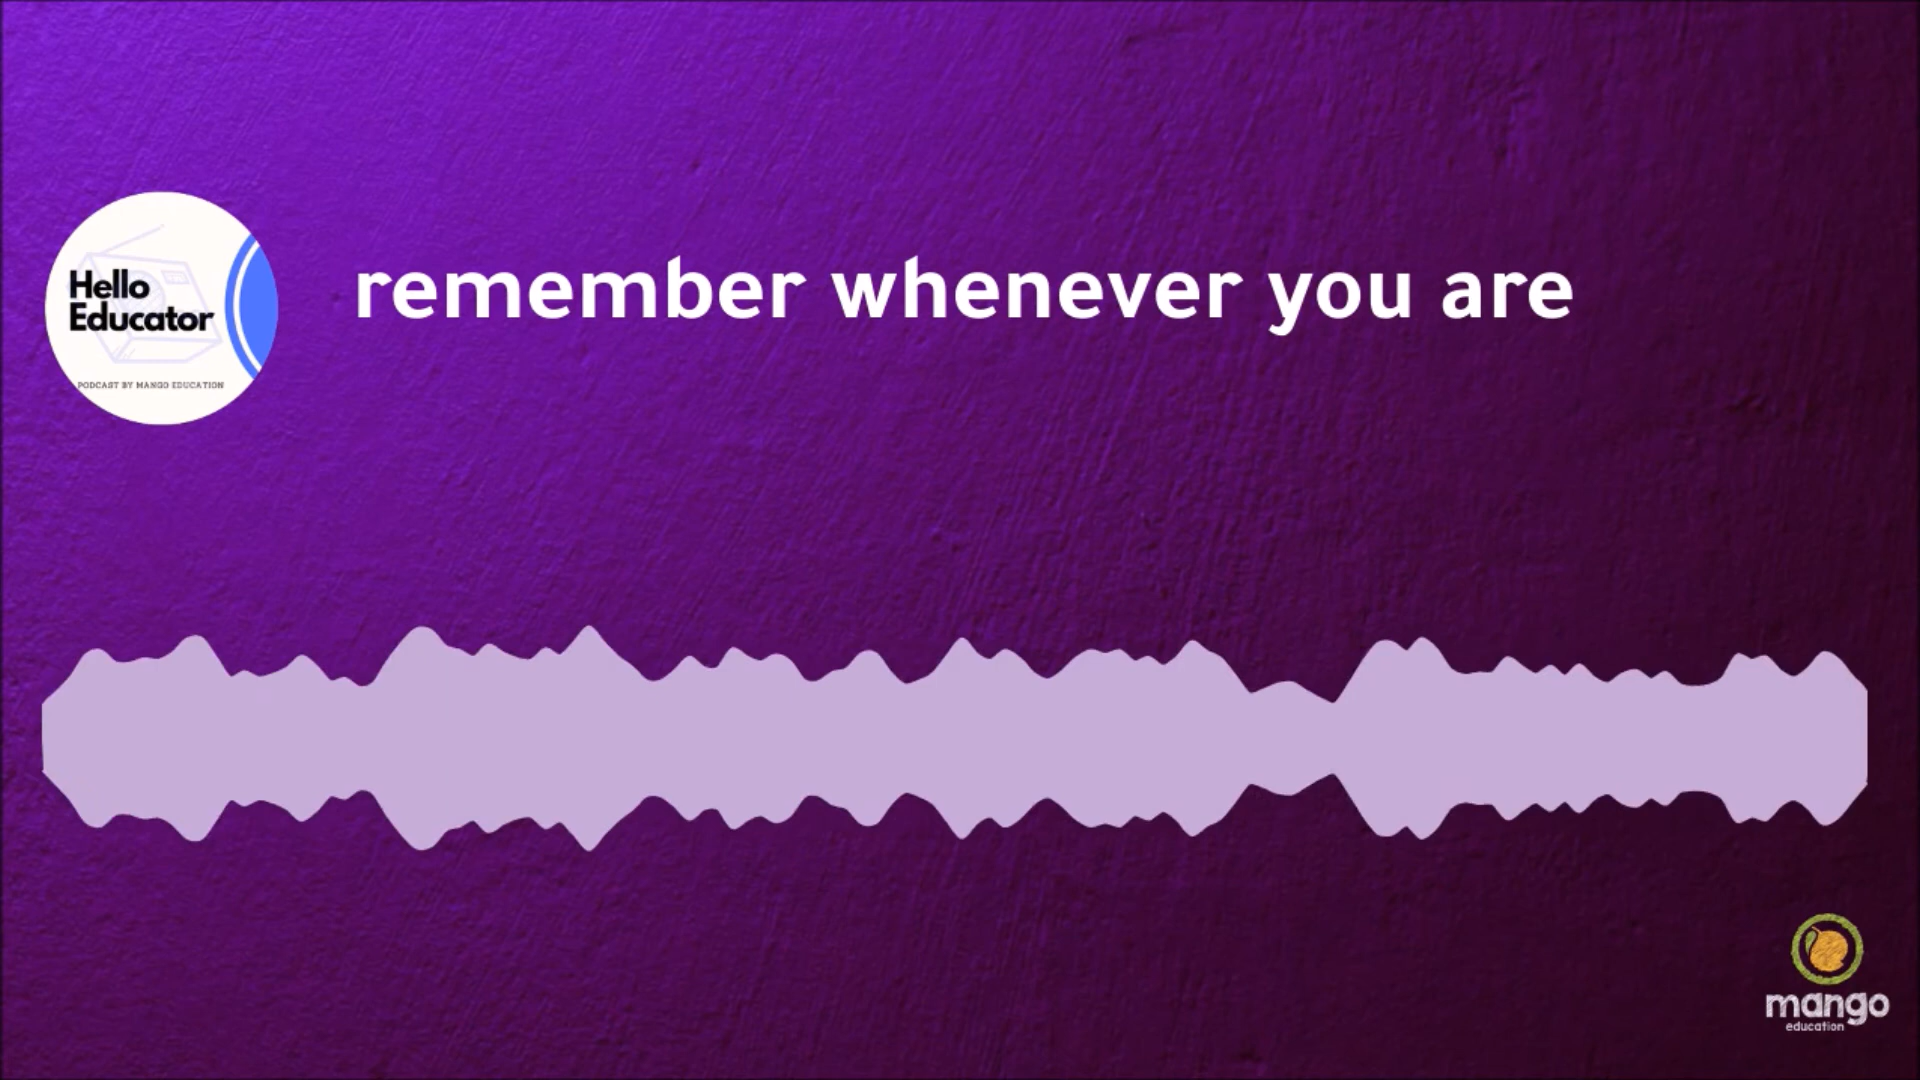 remember whenever you are
Hello
Educator
PODCAST BY MANGO EDUCATION
mango
education